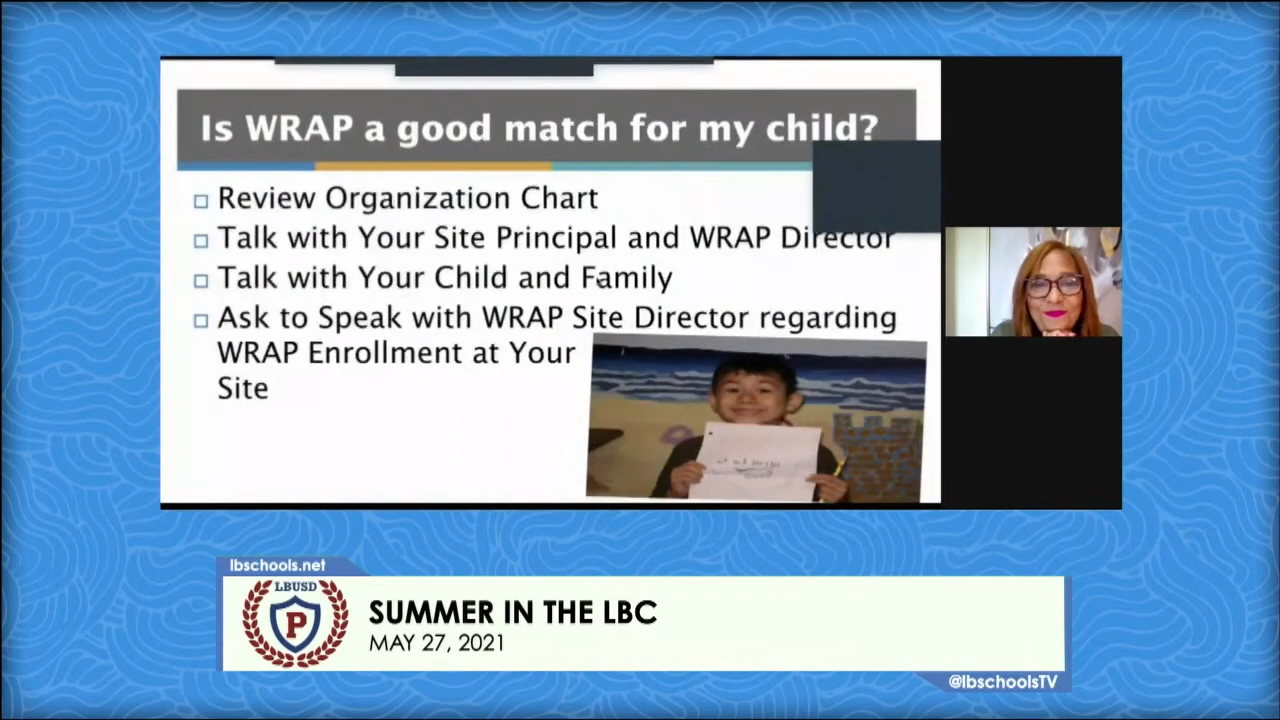 Is WRAP a good match for my child?
Review Organization Chart
Talk with Your Site Principal and WRAP Director
Talk with Your Child and Family
Ask to Speak with WRAP Site Director regarding
WRAP Enrollment at Your
Site
lbschools.net
LBUSD
P
SUMMER IN THE LBC
MAY 27, 2021
@lbschoolsTV